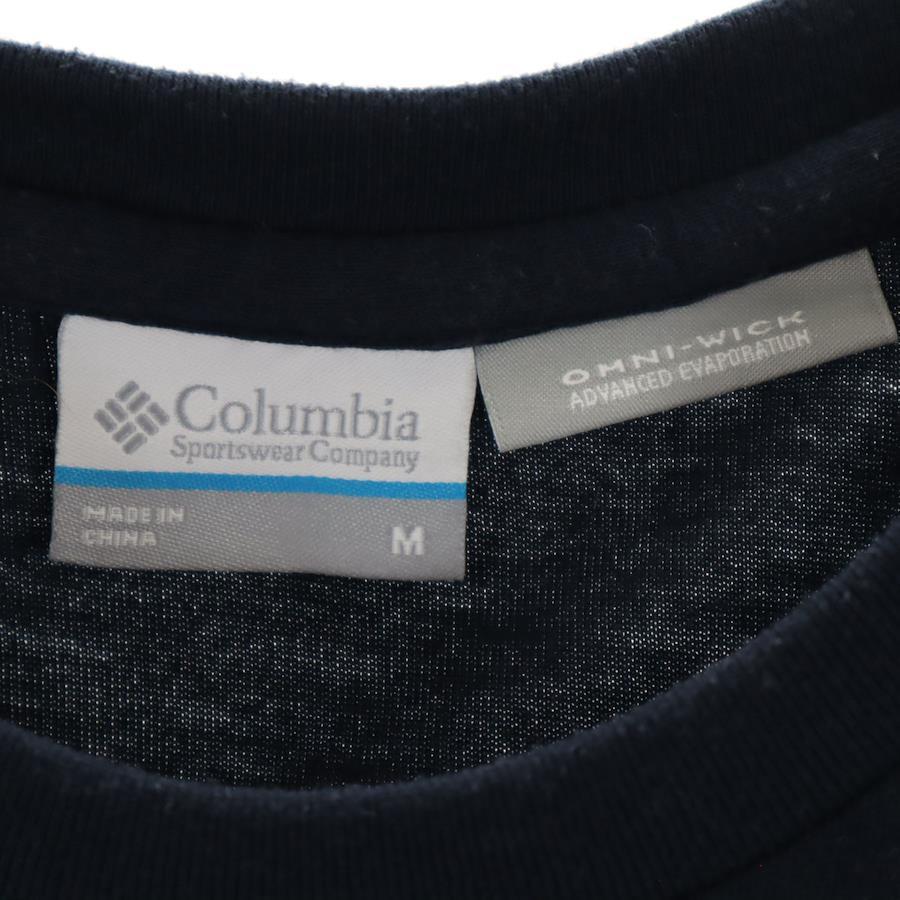 Columbia
Sportswear Company
MADE IN
CHINA
M
OMNI-WICK
ADVANCED EVAPORATION